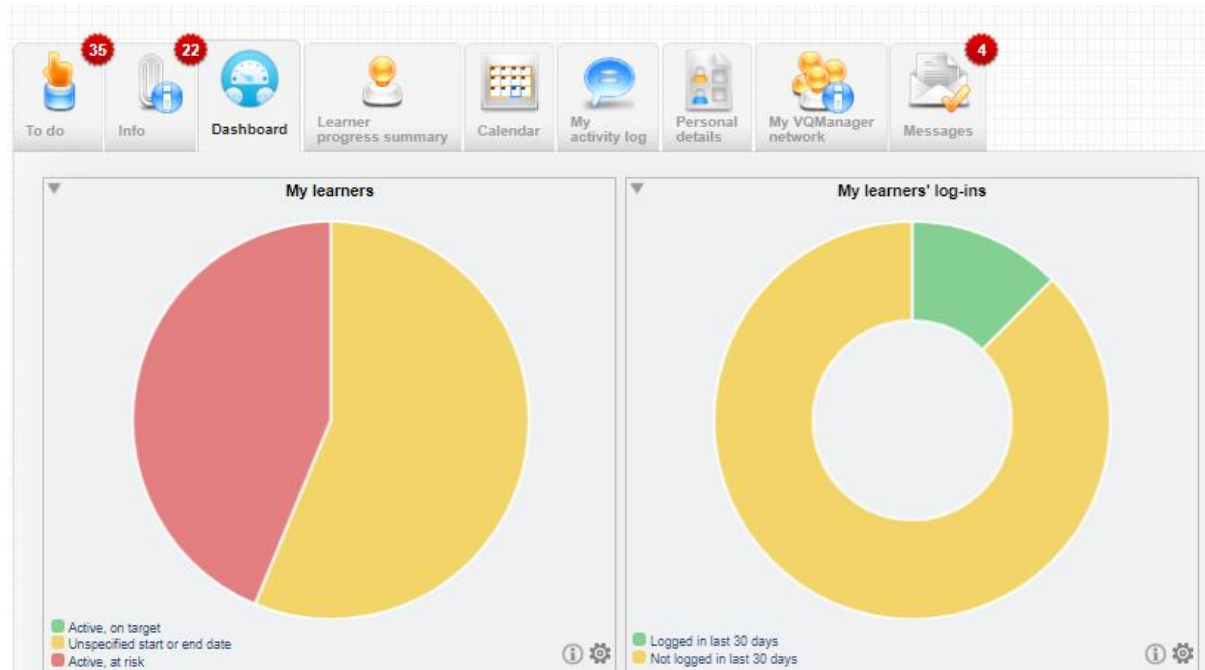 35
22
4
To do
Info
Dashboard
Learner
progress summary
Calendar
My
activity log
Personal
details
My VQManager
network
Messages
My learners
Active, on target
Unspecified start or end date
Active, at risk
My learners' log-ins
Logged in last 30 days
Not logged in last 30 days